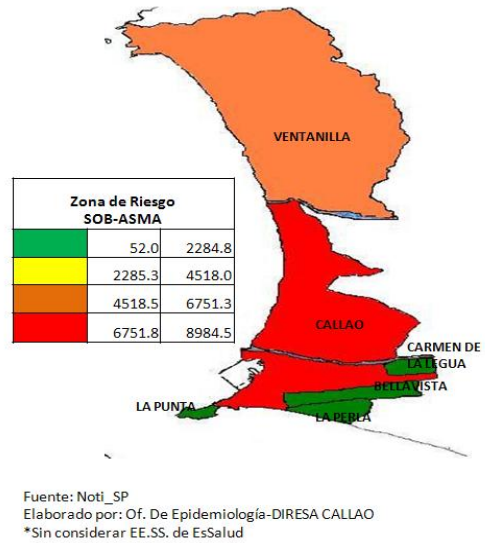 VENTANILLA
Zona de Riesgo
SOB-ASMA
52.0 2284.8
2285.3 4518.0
4518.5 6751.3
6751.8 8984.5
CALLAO
CARMEN DE
LA LEGUA
BELLAVISTA
LA PUNTA
LA PERLA
Fuente: Noti_SP
Elaborado por: Of. De Epidemiología-DIRESA CALLAO
*Sin considerar EE.SS. de EsSalud